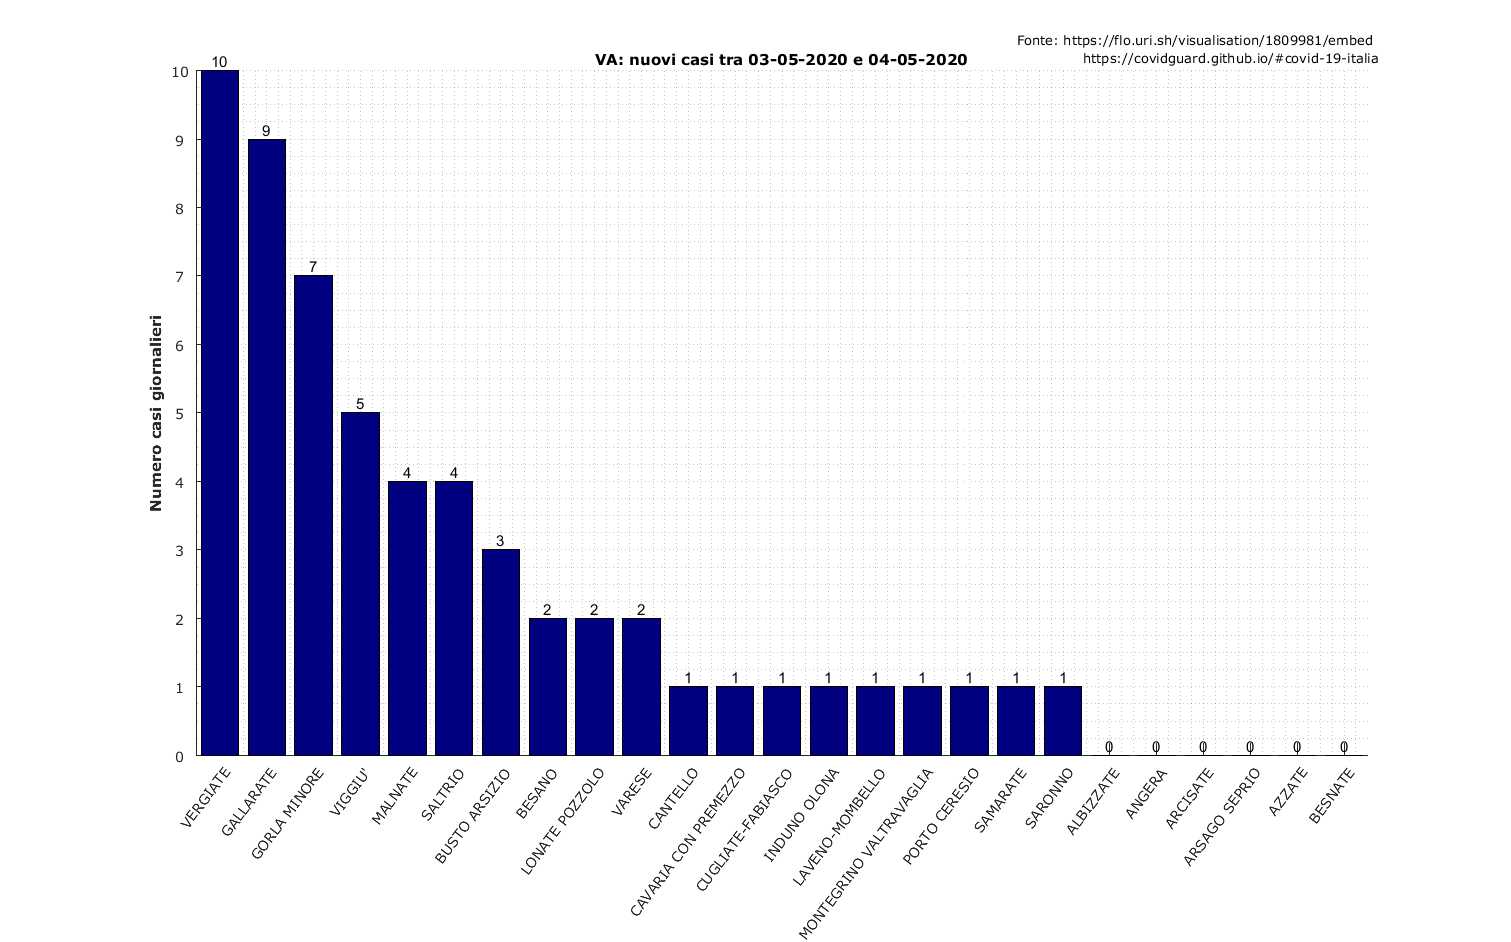 Fonte: https://flo.uri.sh/visualisation/1809981/embed
https://covidguard.github.io/#covid-19-italia
VA: nuovi casi tra 03-05-2020 e 04-05-2020
Numero casi giornalieri
10
9
8
7
6
5
4
3
2
1
0
10
9
7
5
4
4
3
2
2
2
1
1
1
1
1
1
1
1
1
0
0
0
0
0
0
VERGIATE
GALLARATE
GORLA MINORE
VIGGIU'
MALNATE
SALTRIO
BUSTO ARSIZIO
BESANO
LONATE POZZOLO
VARESE
CANTELLO
CAVARIA CON PREMEZZO
CUGLIATE-FABIASCO
INDUNO OLONA
LAVENO-MOMBELLO
MONTEGRINO VALTRAVAGLIA
PORTO CERESIO
SAMARATE
SARONNO
ALBIZZATE
ANGERA
ARCISATE
ARSAGO SEPRIO
AZZATE
BESNATE